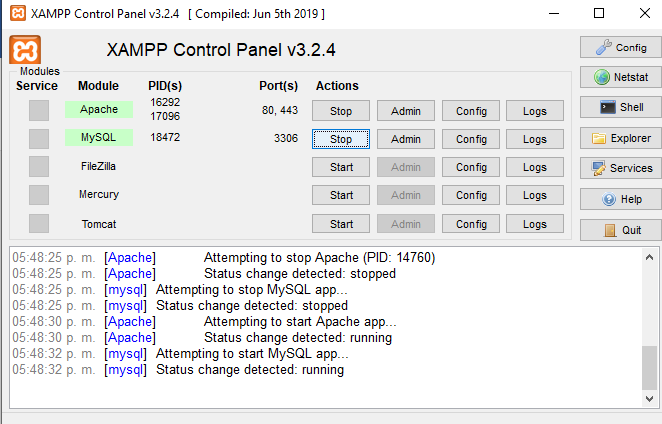 XAMPP Control Panel v3.2.4 [ Compiled: Jun 5th 2019 ]
XAMPP Control Panel v3.2.4
Config
Modules
Service Module PID(s) Port(s) Actions
Netstat
Apache 16292 17096 80, 443 Stop Admin Config Logs
Shell
MySQL 18472 3306 Stop Admin Config Logs
Explorer
FileZilla Start Admin Config Logs
Services
Mercury Start Admin Config Logs
Help
Tomcat Start Admin Config Logs
Quit
05:48:25 p. m. [Apache] Attempting to stop Apache (PID: 14760)
05:48:25 p. m. [Apache] Status change detected: stopped
05:48:25 p. m. [mysql] Attempting to stop MySQL app...
05:48:25 p. m. [mysql] Status change detected: stopped
05:48:30 p. m. [Apache] Attempting to start Apache app...
05:48:30 p. m. [Apache] Status change detected: running
05:48:32 p. m. [mysql] Attempting to start MySQL app...
05:48:32 p. m. [mysql] Status change detected: running